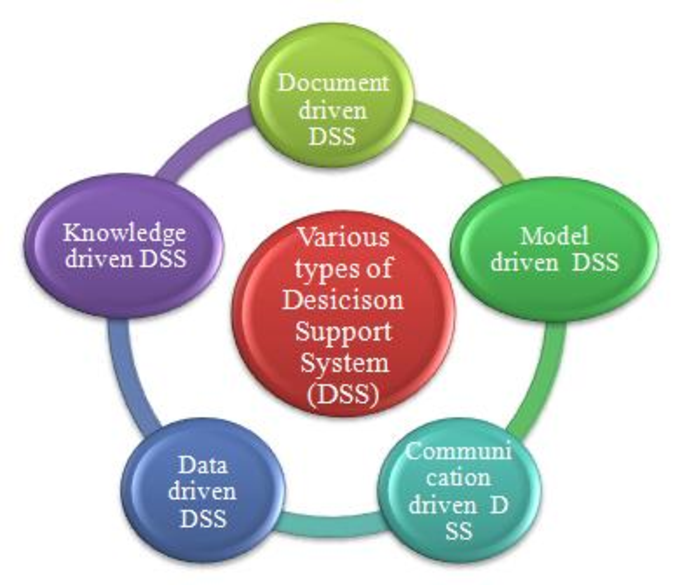 Document
driven
DSS
Knowledge
driven DSS
Model
driven DSS
Various
types of
Desicison
Support
System
(DSS)
Data
driven
DSS
Communi
cation
driven D
SS